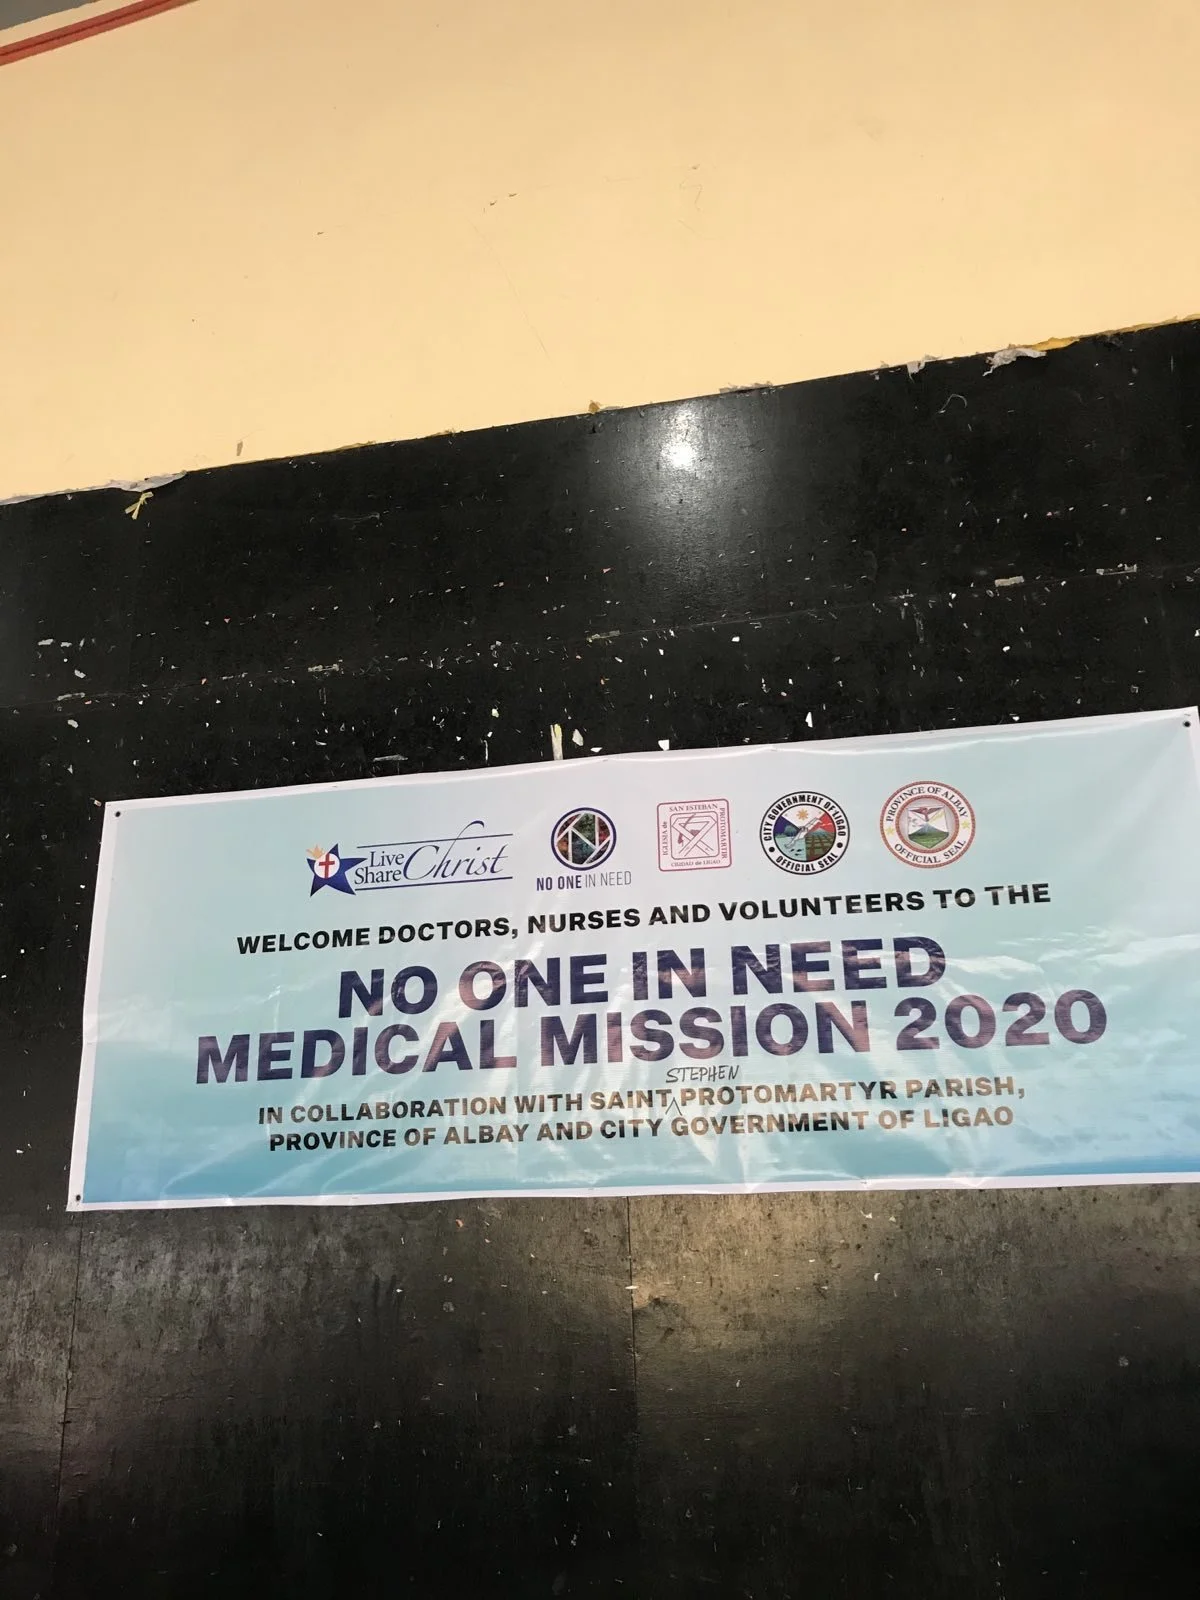 Live Christ
Share
NO ONE IN NEED
SAN ESTEBAN
IGLESIA de
PROTOMARTIR
CIUDAD de LIGAO
CITY GOVERNMENT OF LIGAO
OFFICIAL SEAL
PROVINCE OF ALBAY
OFFICIAL SEAL
WELCOME DOCTORS, NURSES AND VOLUNTEERS TO THE
NO ONE IN NEED
MEDICAL MISSION 2020
STEPHEN
IN COLLABORATION WITH SAINT PROTOMARTYR PARISH,
PROVINCE OF ALBAY AND CITY GOVERNMENT OF LIGAO